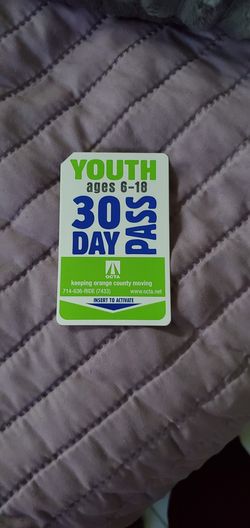 YOUTH
ages 6-18
30
DAY
PASS
OCTA
keeping orange county moving
714-636-RIDE (7433) www.octa.net
INSERT TO ACTIVATE